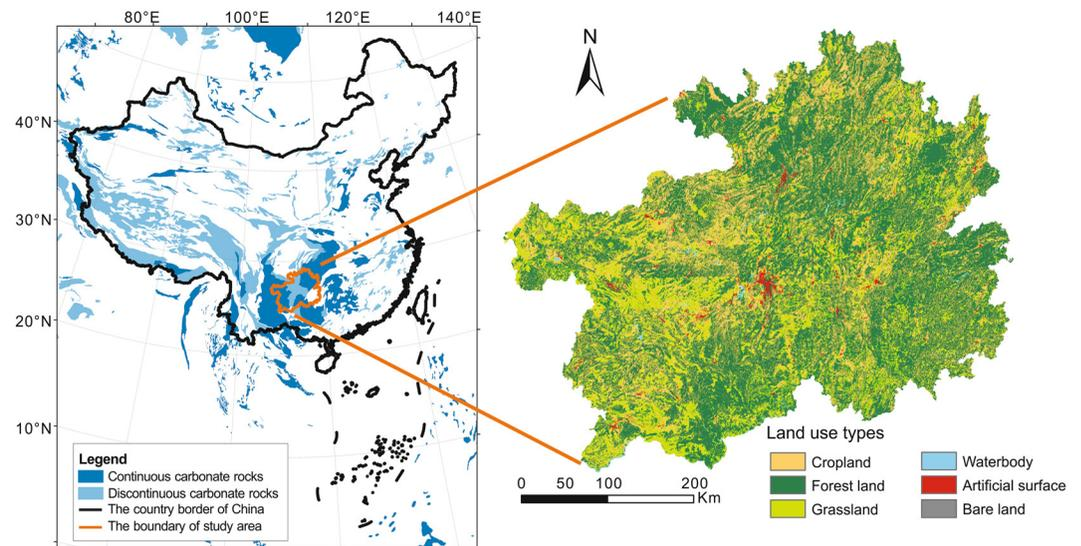 80°E 100°E 120°E 140°E
40°N
30°N
20°N
10°N
0°N
Legend
Continuous carbonate rocks
Discontinuous carbonate rocks
The country border of China
The boundary of study area
N
Land use types
Cropland
Forest land
Grassland
Waterbody
Artificial surface
Bare land
0 50 100 200
Km